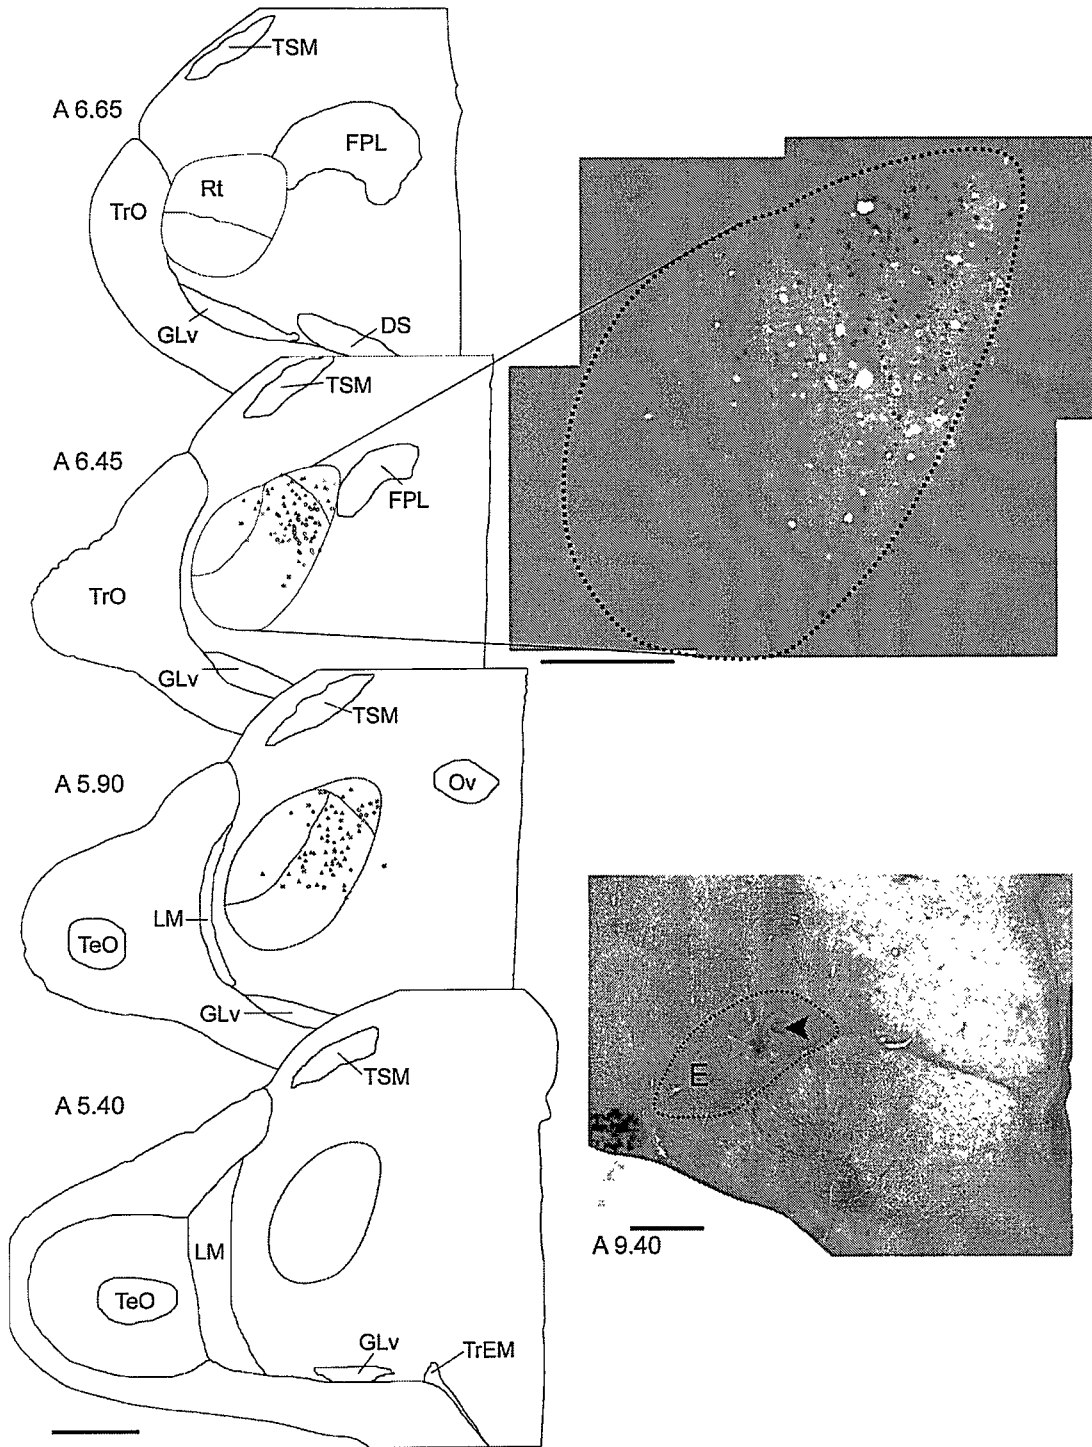 TSM
A 6.65
FPL
Rt
TrO
GLv
DS
TSM
A 6.45
FPL
TrO
GLv
TSM
A 5.90
Ov
LM
TeO
GLv
TSM
A 5.40
E
LM
A 9.40
TeO
GLv
TrEM